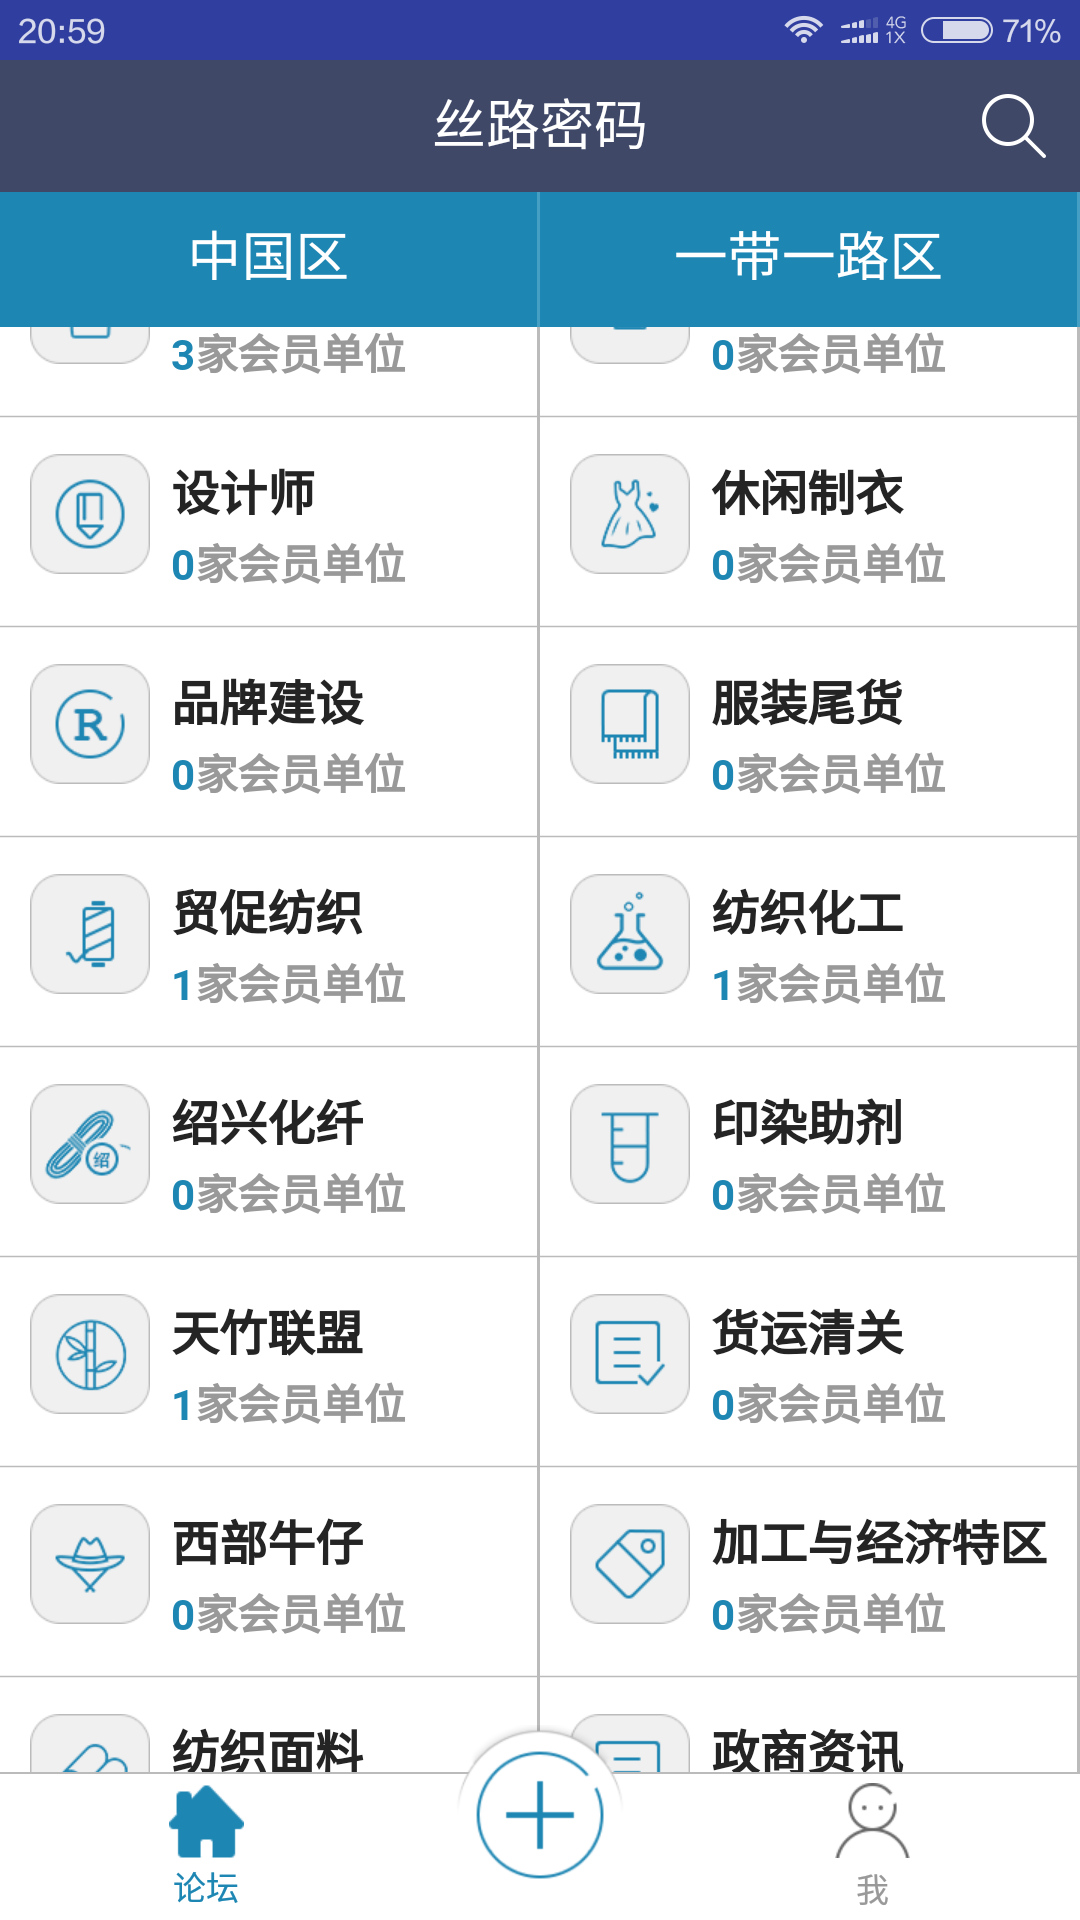 20:59
4G
1X
71%
丝路密码
中国区
一带一路区
3家会员单位
0家会员单位
设计师
0家会员单位
休闲制衣
0家会员单位
R
品牌建设
0家会员单位
服装尾货
0家会员单位
贸促纺织
1家会员单位
纺织化工
1家会员单位
绍
绍兴化纤
0家会员单位
印染助剂
0家会员单位
天竹联盟
1家会员单位
货运清关
0家会员单位
西部牛仔
0家会员单位
加工与经济特区
0家会员单位
纺织面料
政商资讯
论坛
我